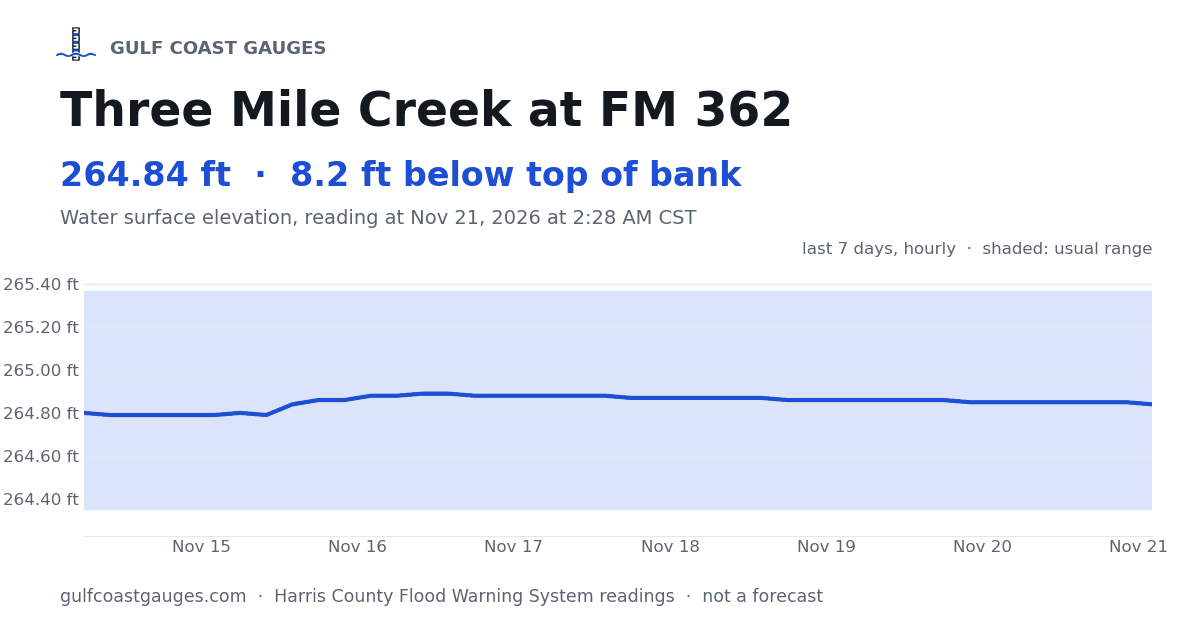 GULF COAST GAUGES
Three Mile Creek at FM 362
264.84 ft · 8.2 ft below top of bank
Water surface elevation, reading at Nov 21, 2026 at 2:28 AM CST
last 7 days, hourly · shaded: usual range
265.40 ft
265.20 ft
265.00 ft
264.80 ft
264.60 ft
264.40 ft
Nov 15 Nov 16 Nov 17 Nov 18 Nov 19 Nov 20 Nov 21
gulfcoastgauges.com · Harris County Flood Warning System readings · not a forecast